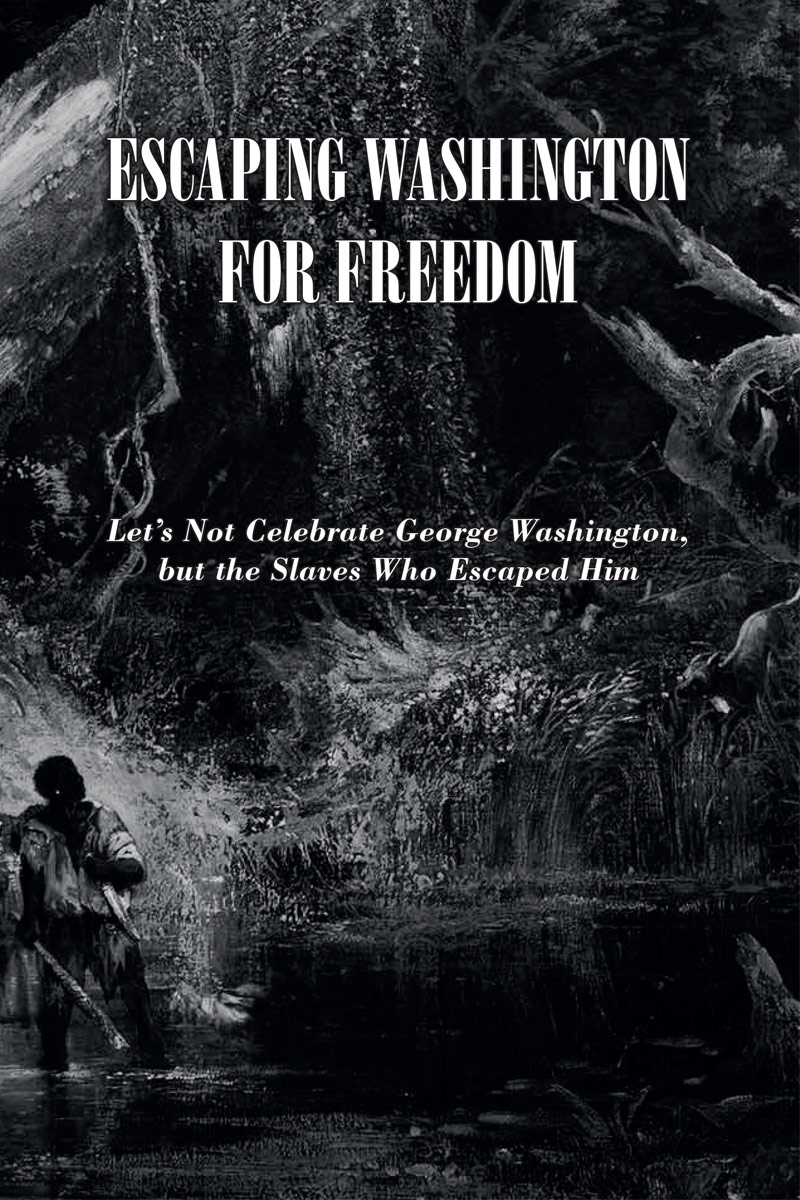 ESCAPING WASHINGTON
FOR FREEDOM
Let’s Not Celebrate George Washington,
but the Slaves Who Escaped Him